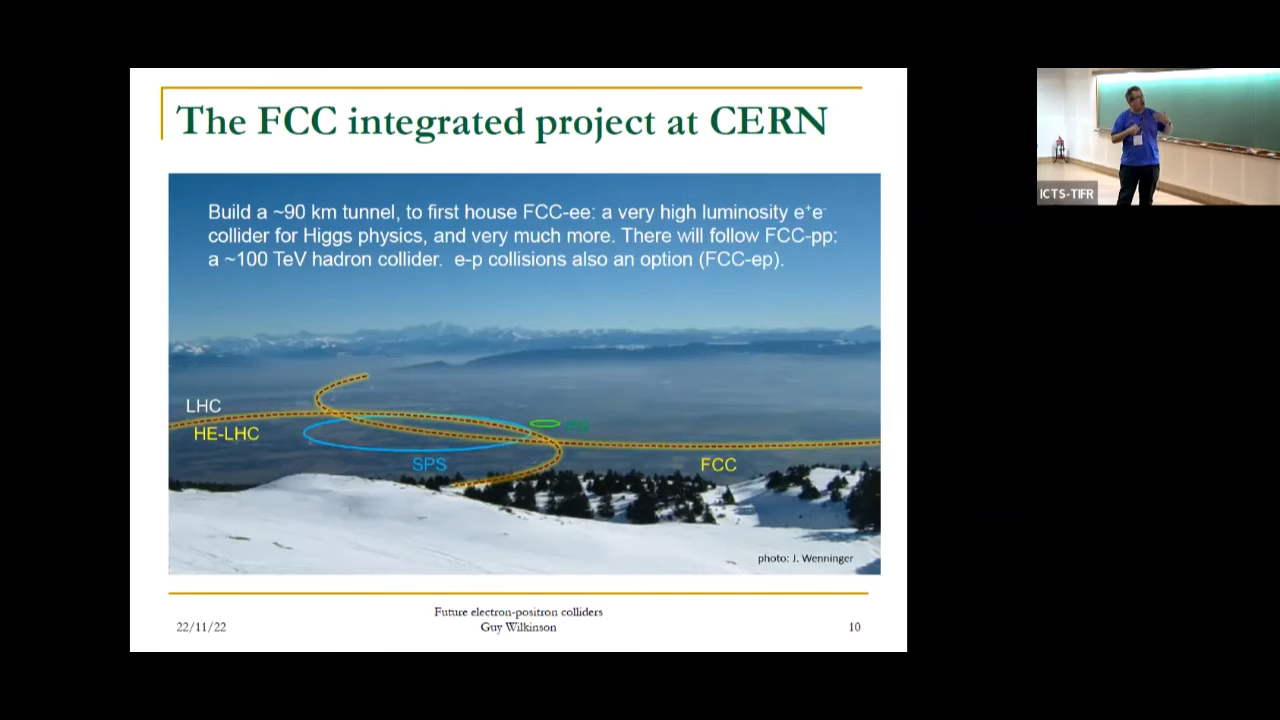 The FCC integrated project at CERN
Build a ~90 km tunnel, to first house FCC-ee: a very high luminosity e⁺e⁻
collider for Higgs physics, and very much more. There will follow FCC-pp:
a ~100 TeV hadron collider. e-p collisions also an option (FCC-ep).
LHC
HE-LHC
PS
SPS
FCC
photo: J. Wenninger
22/11/22
Future electron-positron colliders
Guy Wilkinson
10
ICTS-TIFR